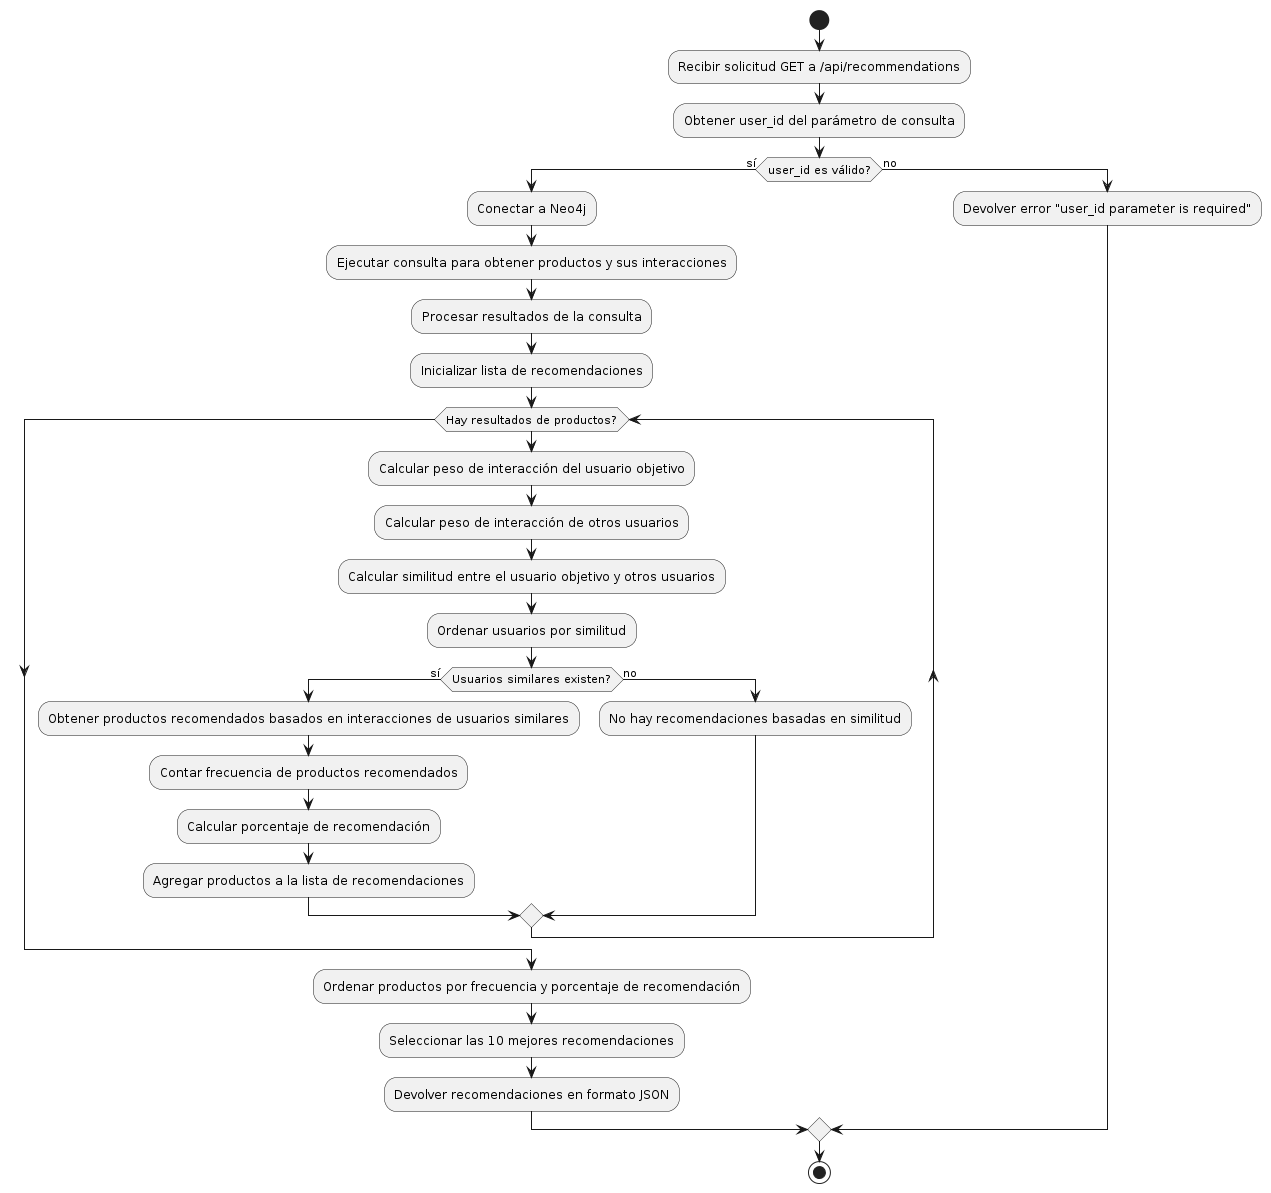 Recibir solicitud GET a /api/recommendations
Obtener user_id del parámetro de consulta
sí
user_id es válido?
no
Conectar a Neo4j
Devolver error "user_id parameter is required"
Ejecutar consulta para obtener productos y sus interacciones
Procesar resultados de la consulta
Inicializar lista de recomendaciones
Hay resultados de productos?
Calcular peso de interacción del usuario objetivo
Calcular peso de interacción de otros usuarios
Calcular similitud entre el usuario objetivo y otros usuarios
Ordenar usuarios por similitud
sí
Usuarios similares existen?
no
Obtener productos recomendados basados en interacciones de usuarios similares
No hay recomendaciones basadas en similitud
Contar frecuencia de productos recomendados
Calcular porcentaje de recomendación
Agregar productos a la lista de recomendaciones
Ordenar productos por frecuencia y porcentaje de recomendación
Seleccionar las 10 mejores recomendaciones
Devolver recomendaciones en formato JSON